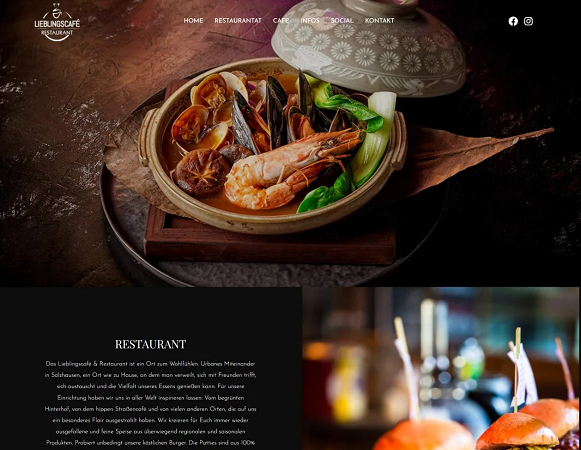 LIEBLINGSCAFÉ
RESTAURANT
HOME RESTAURANTAT CAFE INFOS SOCIAL KONTAKT
RESTAURANT
Das Lieblingscafé & Restaurant ist ein Ort zum Wohlfühlen. Urbanes Miteinander
in Salzhausen, ein Ort wie zu Hause, an dem man verweilt, sich mit Freunden trifft,
sich austauscht und die Vielfalt unseres Essens genießen kann. Für unsere
Einrichtung haben wir uns in aller Welt inspirieren lassen: Vom begrünten
Hinterhof, von dem hippen Straßencafé und von vielen anderen Orten, die auf uns
ein besonderes Flair ausgestrahlt haben. Wir kreieren für Euch immer wieder
ausgefallene und feine Speise aus überwiegend regionalen und saisonalen
Produkten. Probiert unbedingt unsere köstlichen Burger. Die Patties sind aus 100%